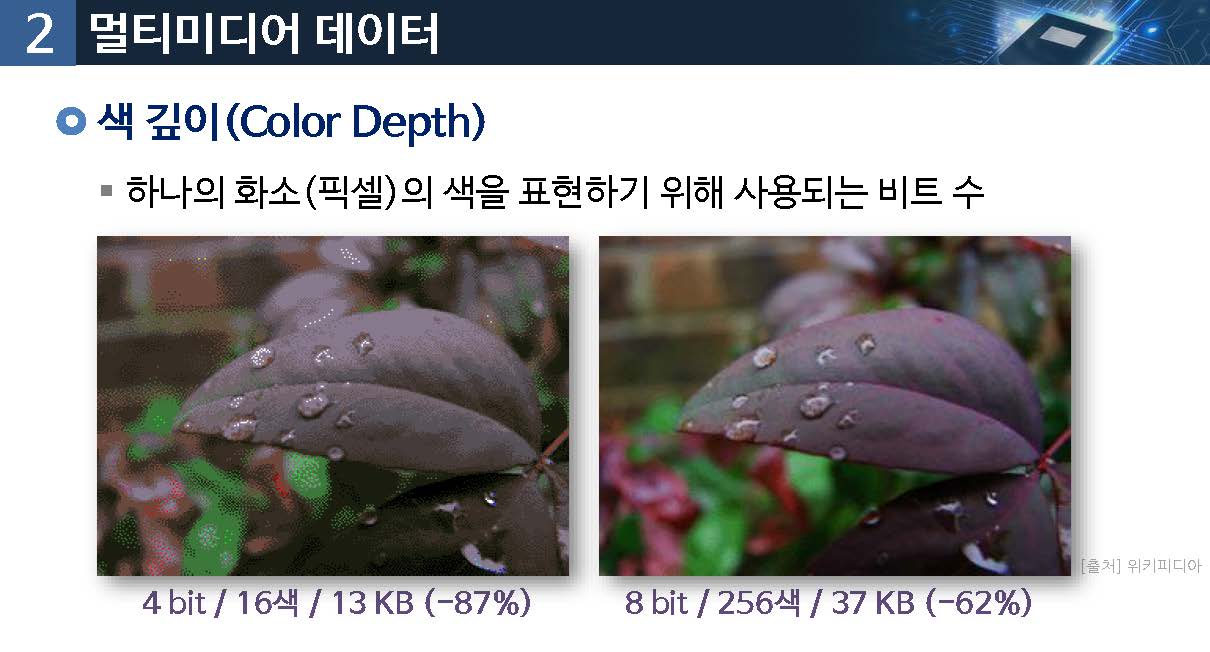 2 멀티미디어 데이터
색 깊이(Color Depth)
하나의 화소(픽셀)의 색을 표현하기 위해 사용되는 비트 수
[출처] 위키피디아
4 bit / 16색 / 13 KB (-87%)
8 bit / 256색 / 37 KB (-62%)